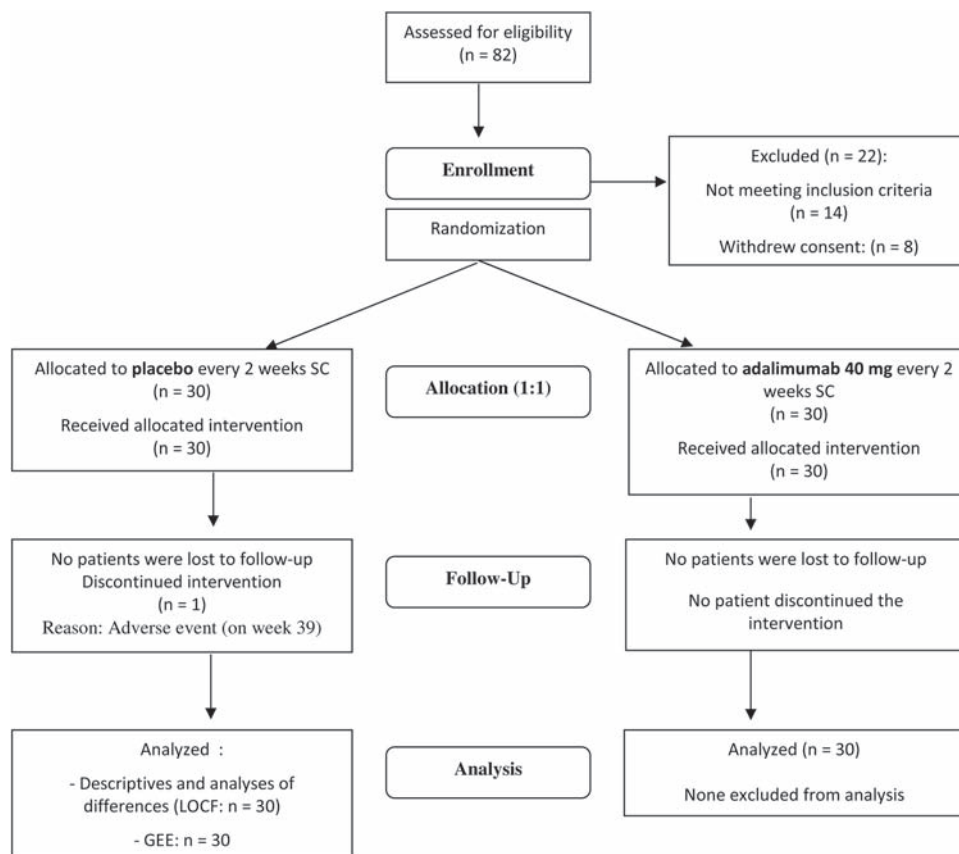 Assessed for eligibility
(n = 82)
Enrollment
Excluded (n = 22):
Not meeting inclusion criteria
(n = 14)
Withdrew consent: (n = 8)
Randomization
Allocated to placebo every 2 weeks SC
(n = 30)
Received allocated intervention
(n = 30)
Allocation (1:1)
Allocated to adalimumab 40 mg every 2
weeks SC
(n = 30)
Received allocated intervention
(n = 30)
No patients were lost to follow-up
Discontinued intervention
(n = 1)
Reason: Adverse event (on week 39)
Follow-Up
No patients were lost to follow-up
No patient discontinued the
intervention
Analyzed :
- Descriptives and analyses of
differences (LOCF: n = 30)
- GEE: n = 30
Analysis
Analyzed (n = 30)
None excluded from analysis